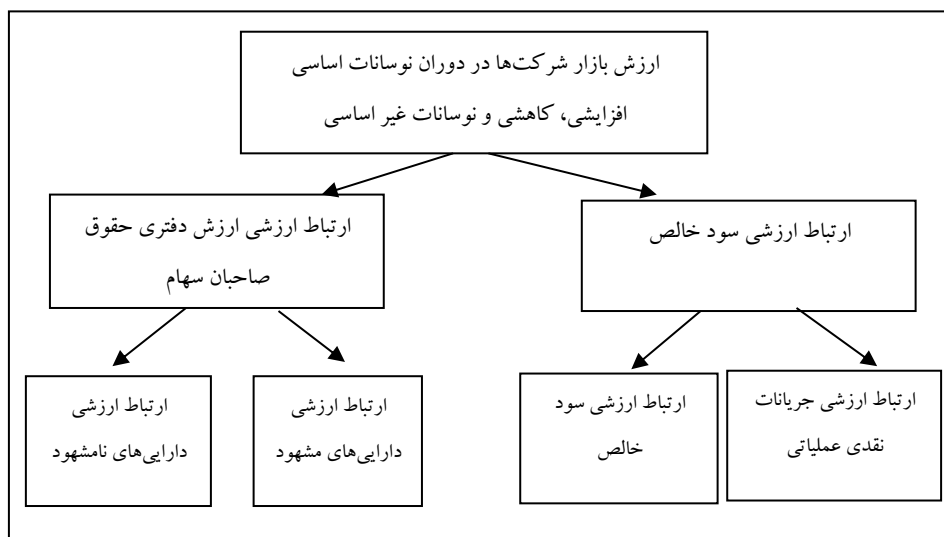 ارزش بازار شرکت‌ها در دوران نوسانات اساسی
افزایشی، کاهشی و نوسانات غیر اساسی
ارتباط ارزشی سود خالص
ارتباط ارزشی ارزش دفتری حقوق
صاحبان سهام
ارتباط ارزشی جریانات
نقدی عملیاتی
ارتباط ارزشی سود
خالص
ارتباط ارزشی
دارایی‌های مشهود
ارتباط ارزشی
دارایی‌های نامشهود